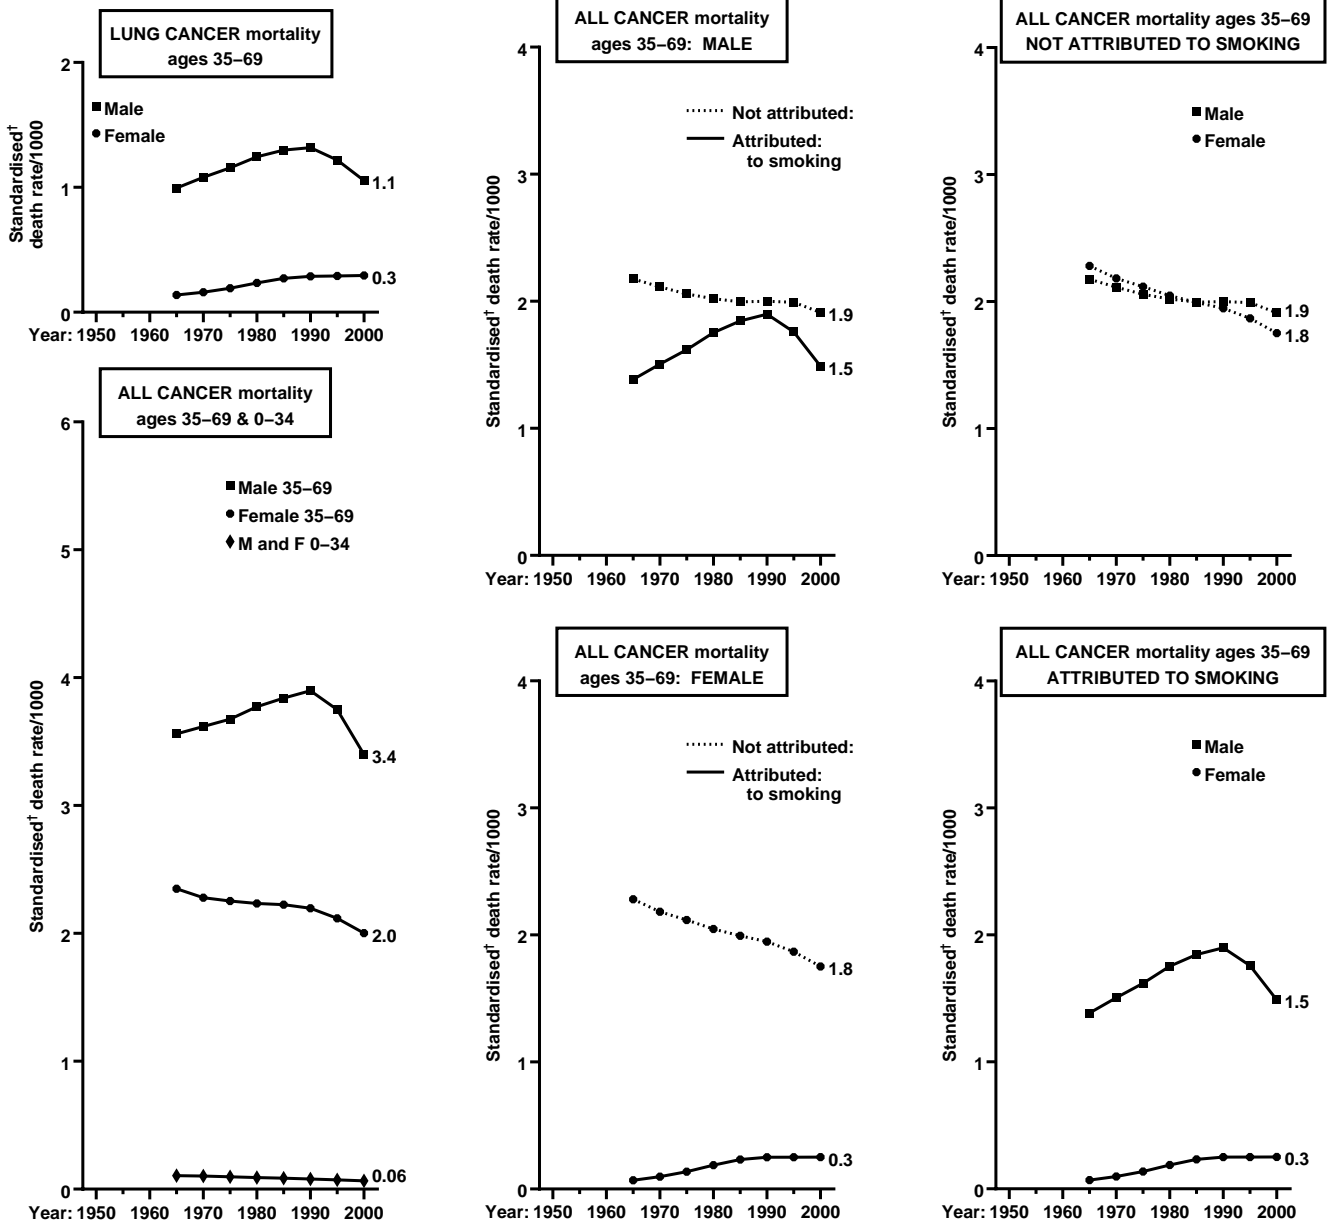 LUNG CANCER mortality
ages 35–69
2
1
0
Male
Female
Standardised†
death rate/1000
1.1
0.3
Year: 1950 1960 1970 1980 1990 2000
ALL CANCER mortality
ages 35–69 & 0–34
6
5
4
3
2
1
0
Male 35–69
Female 35–69
M and F 0–34
Standardised† death rate/1000
3.4
2.0
0.06
Year: 1950 1960 1970 1980 1990 2000
ALL CANCER mortality
ages 35–69: MALE
4
3
2
1
0
Not attributed:
Attributed:
to smoking
Standardised† death rate/1000
1.9
1.5
Year: 1950 1960 1970 1980 1990 2000
ALL CANCER mortality
ages 35–69: FEMALE
4
3
2
1
0
Not attributed:
Attributed:
to smoking
Standardised† death rate/1000
1.8
0.3
Year: 1950 1960 1970 1980 1990 2000
ALL CANCER mortality ages 35–69
NOT ATTRIBUTED TO SMOKING
4
3
2
1
0
Male
Female
Standardised† death rate/1000
1.9
1.8
Year: 1950 1960 1970 1980 1990 2000
ALL CANCER mortality ages 35–69
ATTRIBUTED TO SMOKING
4
3
2
1
0
Male
Female
Standardised† death rate/1000
1.5
0.3
Year: 1950 1960 1970 1980 1990 2000